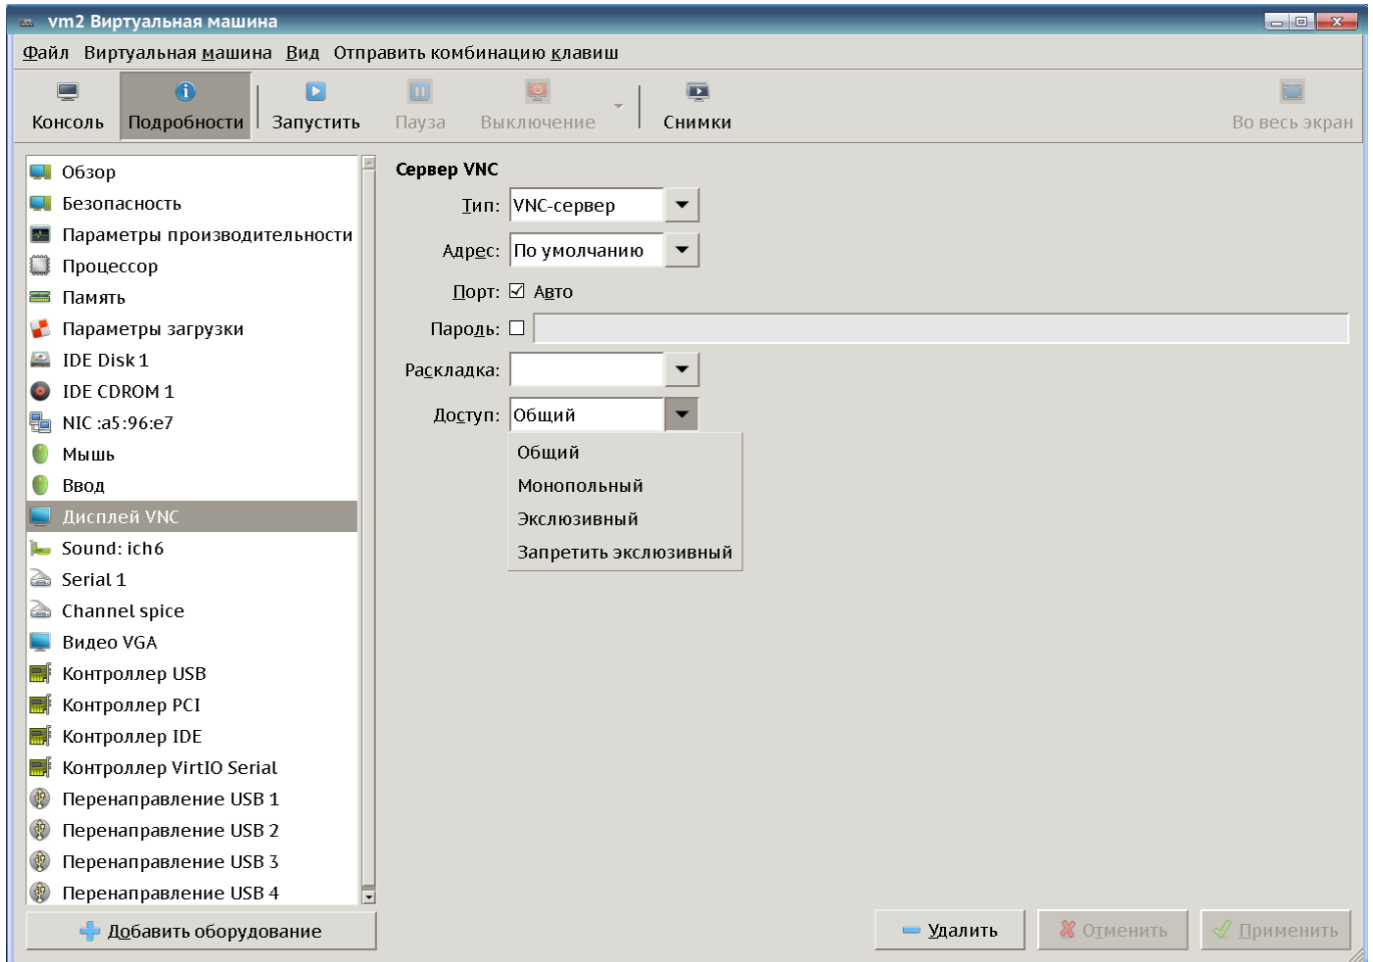 vm2 Виртуальная машина
Файл Виртуальная машина Вид Отправить комбинацию клавиш
Консоль Подробности Запустить Пауза Выключение Снимки Во весь экран
Обзор
Безопасность
Параметры производительности
Процессор
Память
Параметры загрузки
IDE Disk 1
IDE CDROM 1
NIC :a5:96:e7
Мышь
Ввод
Дисплей VNC
Sound: ich6
Serial 1
Channel spice
Видео VGA
Контроллер USB
Контроллер PCI
Контроллер IDE
Контроллер VirtIO Serial
Перенаправление USB 1
Перенаправление USB 2
Перенаправление USB 3
Перенаправление USB 4
Добавить оборудование
Сервер VNC
Тип: VNC-сервер
Адрес: По умолчанию
Порт: Авто
Пароль:
Раскладка:
Доступ: Общий
Общий
Монопольный
Экслюзивный
Запретить экслюзивный
Удалить Отменить Применить